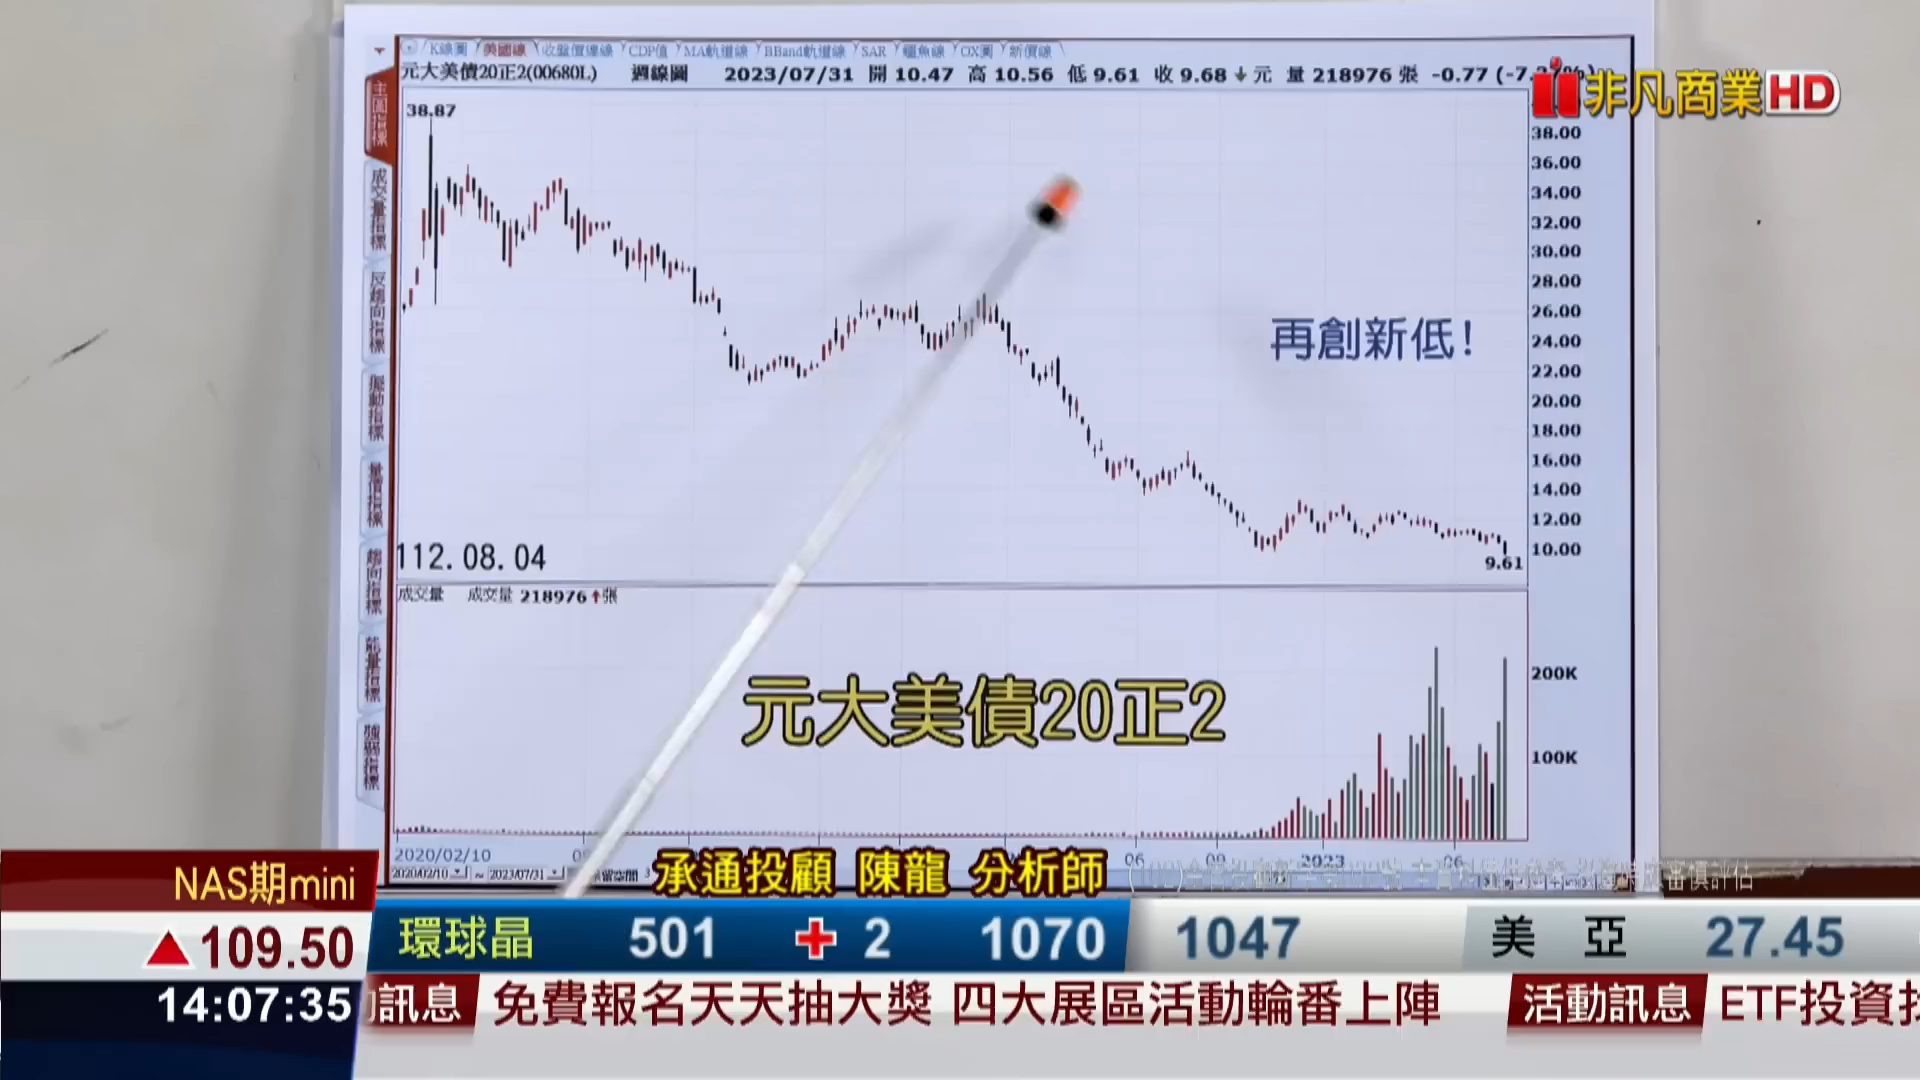 K線圖 美國線 收盤價連線 CDP值 MA軌道線 BBand軌道線 SAR 鱷魚線 OX圖 新價線
元大美債20正2(00680L) 週線圖 2023/07/31 開 10.47 高 10.56 低 9.61 收 9.68 ↓ 元 量 218976 張 -0.77
非凡商業HD
主圖指標
成交量指標
反趨向指標
擺動指標
量價指標
趨向指標
能量指標
強弱指標
38.87
38.00
36.00
34.00
32.00
30.00
28.00
26.00
24.00
22.00
20.00
18.00
16.00
14.00
12.00
10.00
再創新低!
112.08.04
9.61
成交量 成交量 218976↑張
元大美債20正2
200K
100K
2020/02/10 06 09 2023 06
2020/02/10 ~ 2023/07/31
承通投顧 陳龍 分析師
NAS期mini
▲109.50
14:07:35
環球晶 501 + 2 1070 1047 美亞 27.45
訊息 免費報名天天抽大獎 四大展區活動輪番上陣 活動訊息 ETF投資